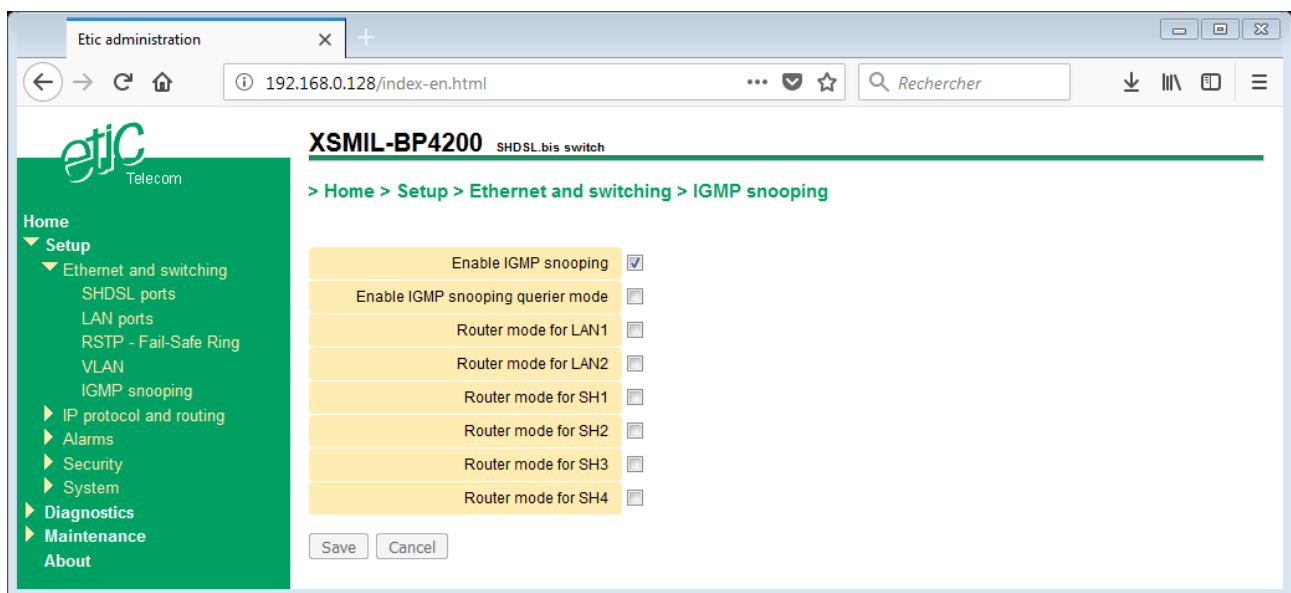 Etic administration
192.168.0.128/index-en.html
Rechercher
etic
Telecom
XSMIL-BP4200 SHDSL.bis switch
> Home > Setup > Ethernet and switching > IGMP snooping
Home
Setup
Ethernet and switching
SHDSL ports
LAN ports
RSTP - Fail-Safe Ring
VLAN
IGMP snooping
IP protocol and routing
Alarms
Security
System
Diagnostics
Maintenance
About
Enable IGMP snooping
Enable IGMP snooping querier mode
Router mode for LAN1
Router mode for LAN2
Router mode for SH1
Router mode for SH2
Router mode for SH3
Router mode for SH4
Save Cancel